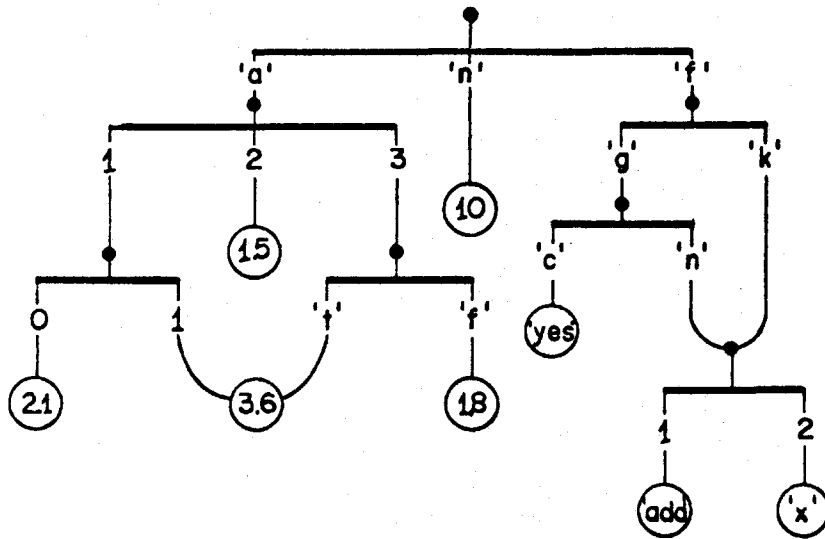 'a' 'n' 'f'
1 2 3 'g' 'k'
10
1.5 'c' 'n'
0 1 't' 'f' 'yes'
2.1 3.6 1.8
1 2
'add' 'x'